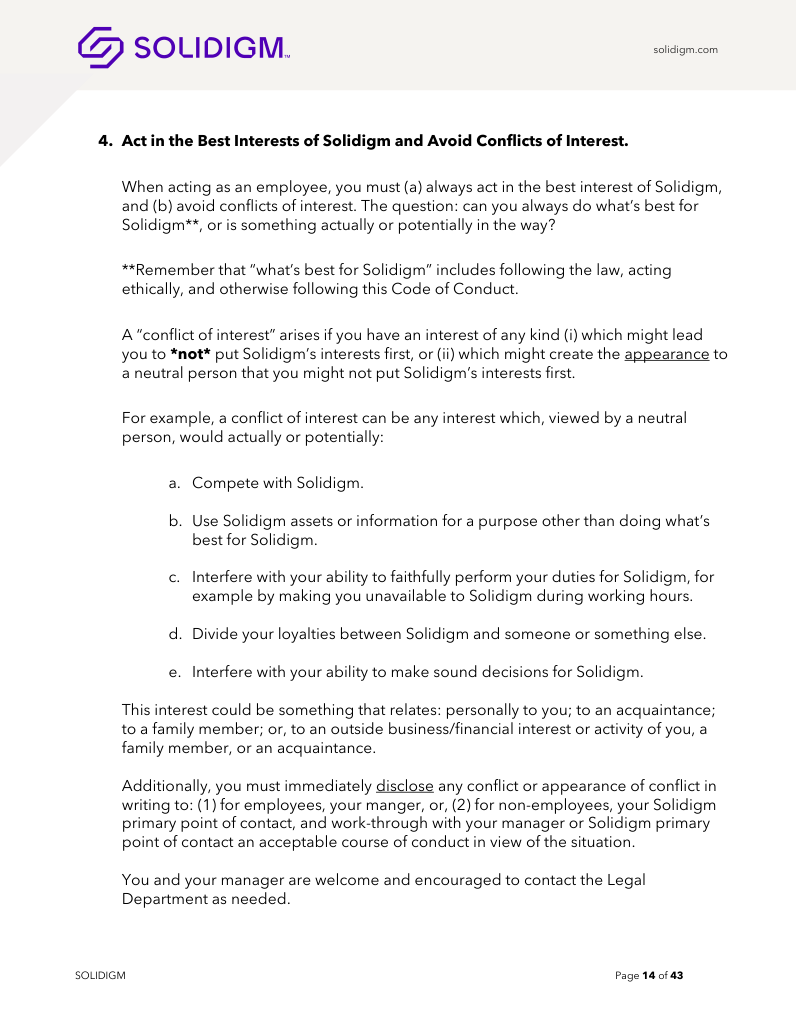 SOLIDIGM™
solidigm.com
4. Act in the Best Interests of Solidigm and Avoid Conflicts of Interest.
When acting as an employee, you must (a) always act in the best interest of Solidigm,
and (b) avoid conflicts of interest. The question: can you always do what’s best for
Solidigm**, or is something actually or potentially in the way?
**Remember that “what’s best for Solidigm” includes following the law, acting
ethically, and otherwise following this Code of Conduct.
A “conflict of interest” arises if you have an interest of any kind (i) which might lead
you to *not* put Solidigm’s interests first, or (ii) which might create the appearance to
a neutral person that you might not put Solidigm’s interests first.
For example, a conflict of interest can be any interest which, viewed by a neutral
person, would actually or potentially:
a. Compete with Solidigm.
b. Use Solidigm assets or information for a purpose other than doing what’s
best for Solidigm.
c. Interfere with your ability to faithfully perform your duties for Solidigm, for
example by making you unavailable to Solidigm during working hours.
d. Divide your loyalties between Solidigm and someone or something else.
e. Interfere with your ability to make sound decisions for Solidigm.
This interest could be something that relates: personally to you; to an acquaintance;
to a family member; or, to an outside business/financial interest or activity of you, a
family member, or an acquaintance.
Additionally, you must immediately disclose any conflict or appearance of conflict in
writing to: (1) for employees, your manger, or, (2) for non-employees, your Solidigm
primary point of contact, and work-through with your manager or Solidigm primary
point of contact an acceptable course of conduct in view of the situation.
You and your manager are welcome and encouraged to contact the Legal
Department as needed.
SOLIDIGM
Page 14 of 43